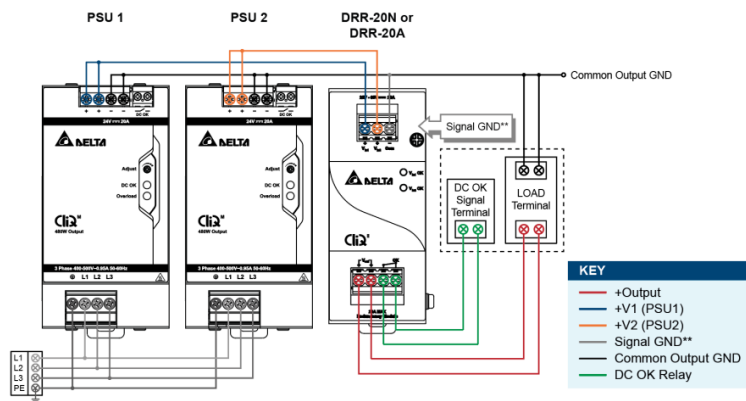 PSU 1
PSU 2
DRR-20N or
DRR-20A
Common Output GND
Signal GND**
+ + – –
DC OK
24V 20A
DELTA
Adjust
DC OK
Overload
CliQ M
480W Output
3 Phase 400-500V~0.95A 50-60Hz
L1 L2 L3
+ + – –
DC OK
24V 20A
DELTA
Adjust
DC OK
Overload
CliQ M
480W Output
3 Phase 400-500V~0.95A 50-60Hz
L1 L2 L3
DELTA
CliQ
DC OK
Signal
Terminal
LOAD
Terminal
L1
L2
L3
PE
KEY
+Output
+V1 (PSU1)
+V2 (PSU2)
Signal GND**
Common Output GND
DC OK Relay